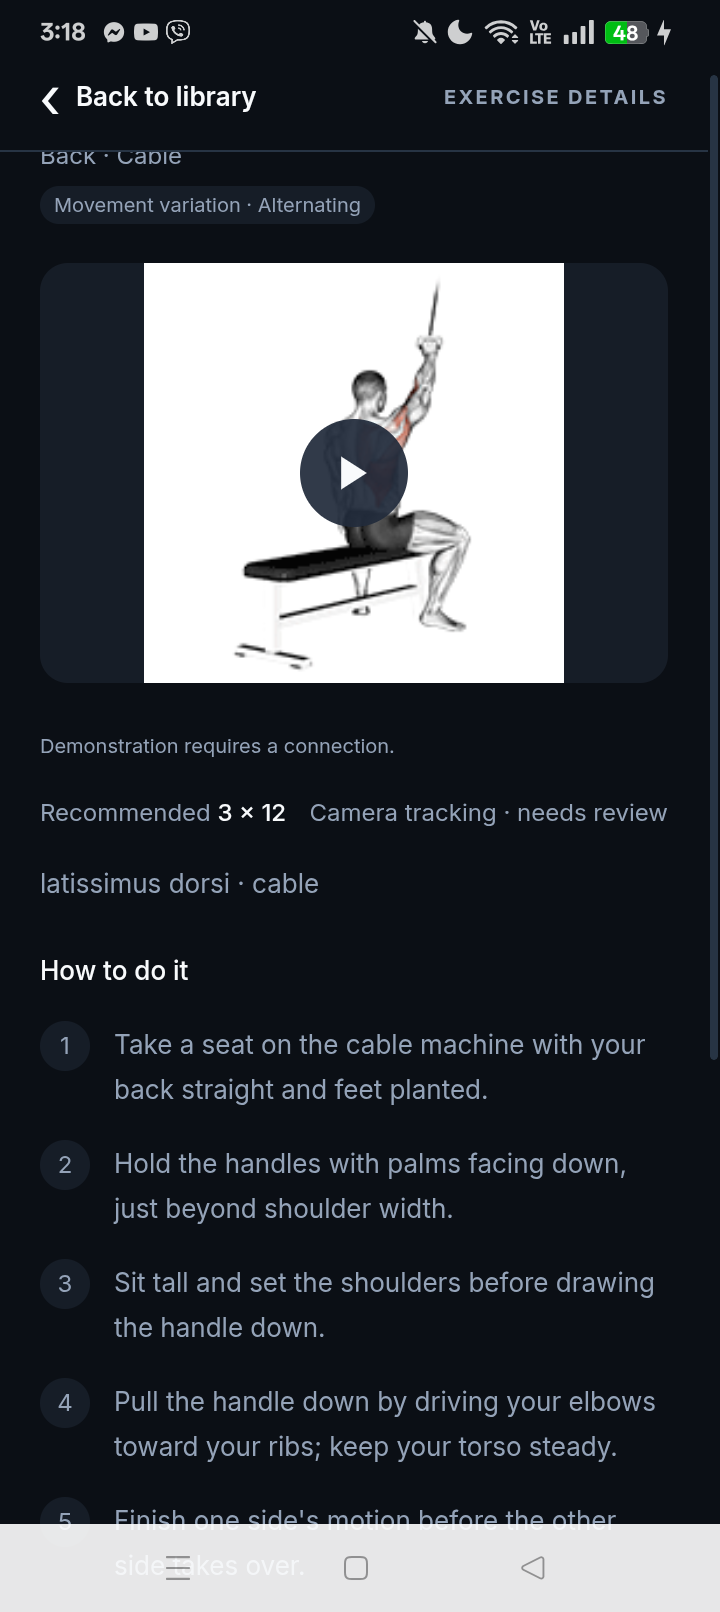 3:18
Vo
LTE
48
Back to library
EXERCISE DETAILS
Back · Cable
Movement variation · Alternating
Demonstration requires a connection.
Recommended 3 × 12 Camera tracking · needs review
latissimus dorsi · cable
How to do it
1 Take a seat on the cable machine with your
back straight and feet planted.
2 Hold the handles with palms facing down,
just beyond shoulder width.
3 Sit tall and set the shoulders before drawing
the handle down.
4 Pull the handle down by driving your elbows
toward your ribs; keep your torso steady.
5 Finish one side's motion before the other
side takes over.